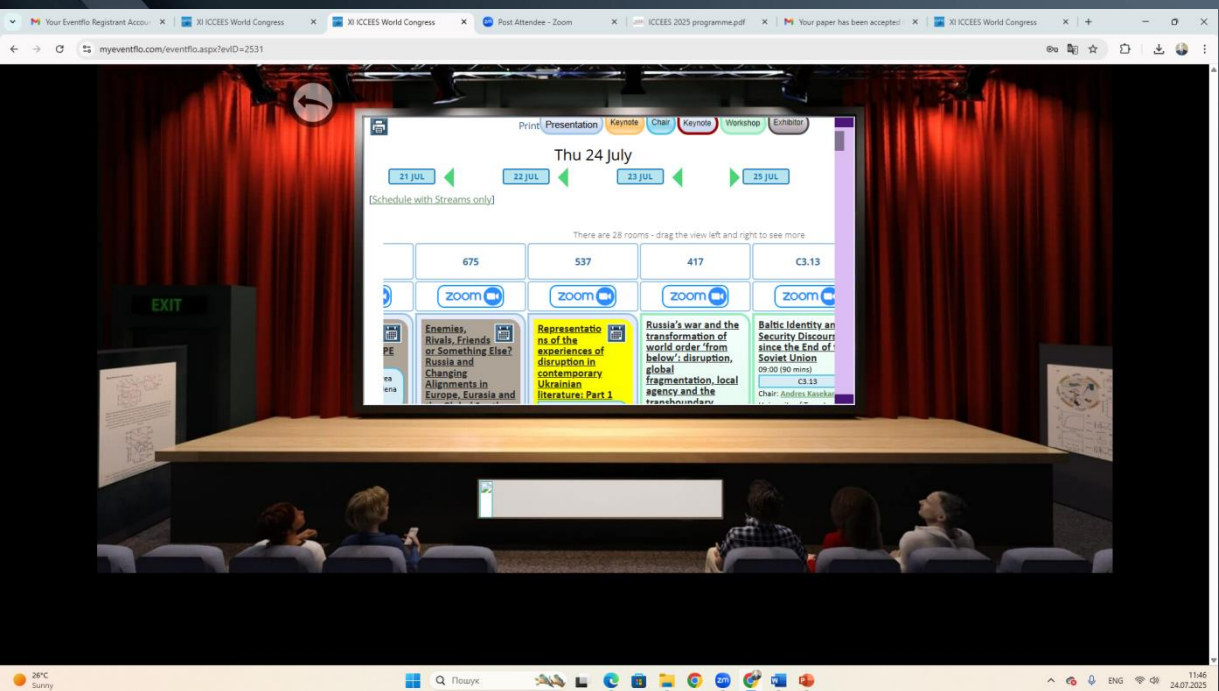 Your Eventflo Registrant Accou
XI ICCEES World Congress
XI ICCEES World Congress
Post Attendee - Zoom
ICCEES 2025 programme.pdf
Your paper has been accepted
XI ICCEES World Congress
myeventflo.com/eventflo.aspx?evID=2531
Print Presentation Keynote Chair Keynote Workshop Exhibitor
Thu 24 July
21 JUL 22 JUL 23 JUL 25 JUL
[Schedule with Streams only]
There are 28 rooms - drag the view left and right to see more
675 537 417 C3.13
zoom zoom zoom zoom
PE
Enemies,
Rivals, Friends
or Something Else?
Russia and
Changing
Alignments in
Europe, Eurasia and
Representatio
ns of the
experiences of
disruption in
contemporary
Ukrainian
literature: Part 1
Russia's war and the
transformation of
world order 'from
below': disruption,
global
fragmentation, local
agency and the
transboundary
Baltic Identity an
Security Discours
since the End of
Soviet Union
09:00 (90 mins)
C3.13
Chair: Andres Kasekam
EXIT
26°C
Sunny
Пошук
ENG
11:46
24.07.2025